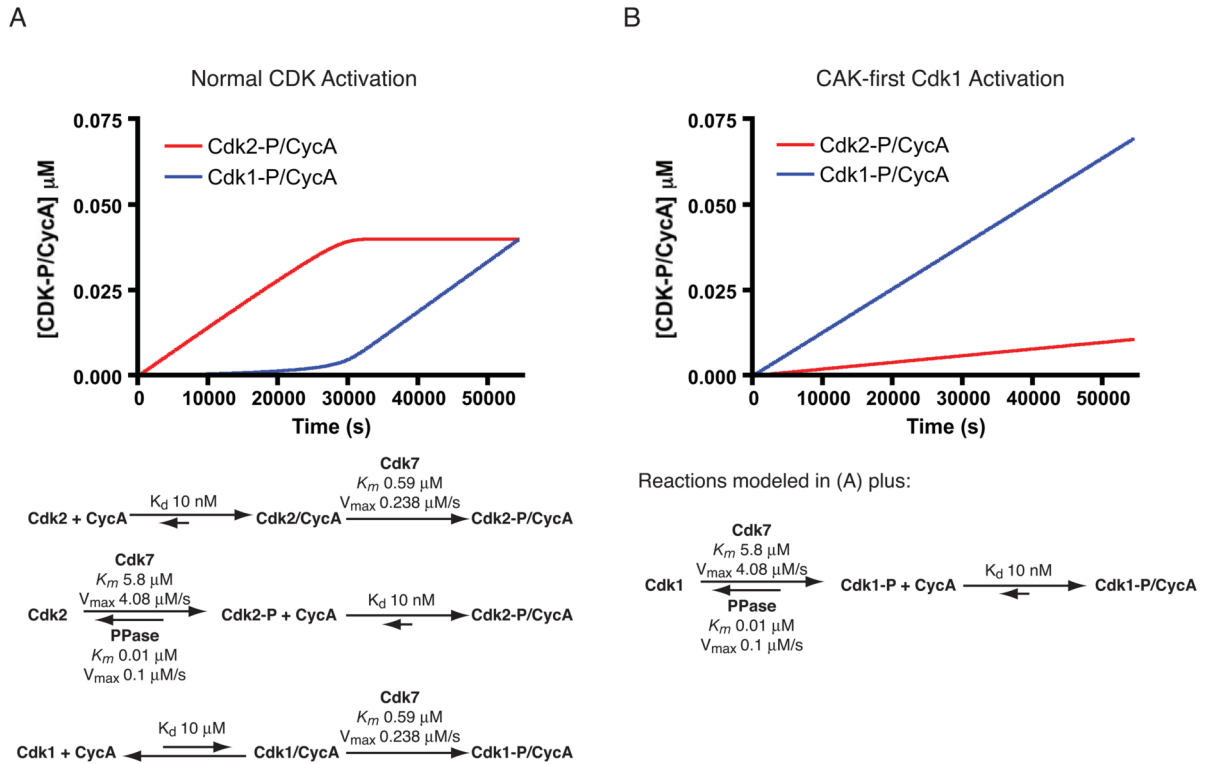 A
Normal CDK Activation
[CDK-P/CycA] μM
0.075
0.050
0.025
0.000
Cdk2-P/CycA
Cdk1-P/CycA
0 10000 20000 30000 40000 50000
Time (s)
Cdk2 + CycA
Kd 10 nM
Cdk2/CycA
Cdk7
Km 0.59 μM
Vmax 0.238 μM/s
Cdk2-P/CycA
Cdk2
Cdk7
Km 5.8 μM
Vmax 4.08 μM/s
PPase
Km 0.01 μM
Vmax 0.1 μM/s
Cdk2-P + CycA
Kd 10 nM
Cdk2-P/CycA
Cdk1 + CycA
Kd 10 μM
Cdk1/CycA
Cdk7
Km 0.59 μM
Vmax 0.238 μM/s
Cdk1-P/CycA
B
CAK-first Cdk1 Activation
[CDK-P/CycA] μM
0.075
0.050
0.025
0.000
Cdk2-P/CycA
Cdk1-P/CycA
0 10000 20000 30000 40000 50000
Time (s)
Reactions modeled in (A) plus:
Cdk1
Cdk7
Km 5.8 μM
Vmax 4.08 μM/s
PPase
Km 0.01 μM
Vmax 0.1 μM/s
Cdk1-P + CycA
Kd 10 nM
Cdk1-P/CycA